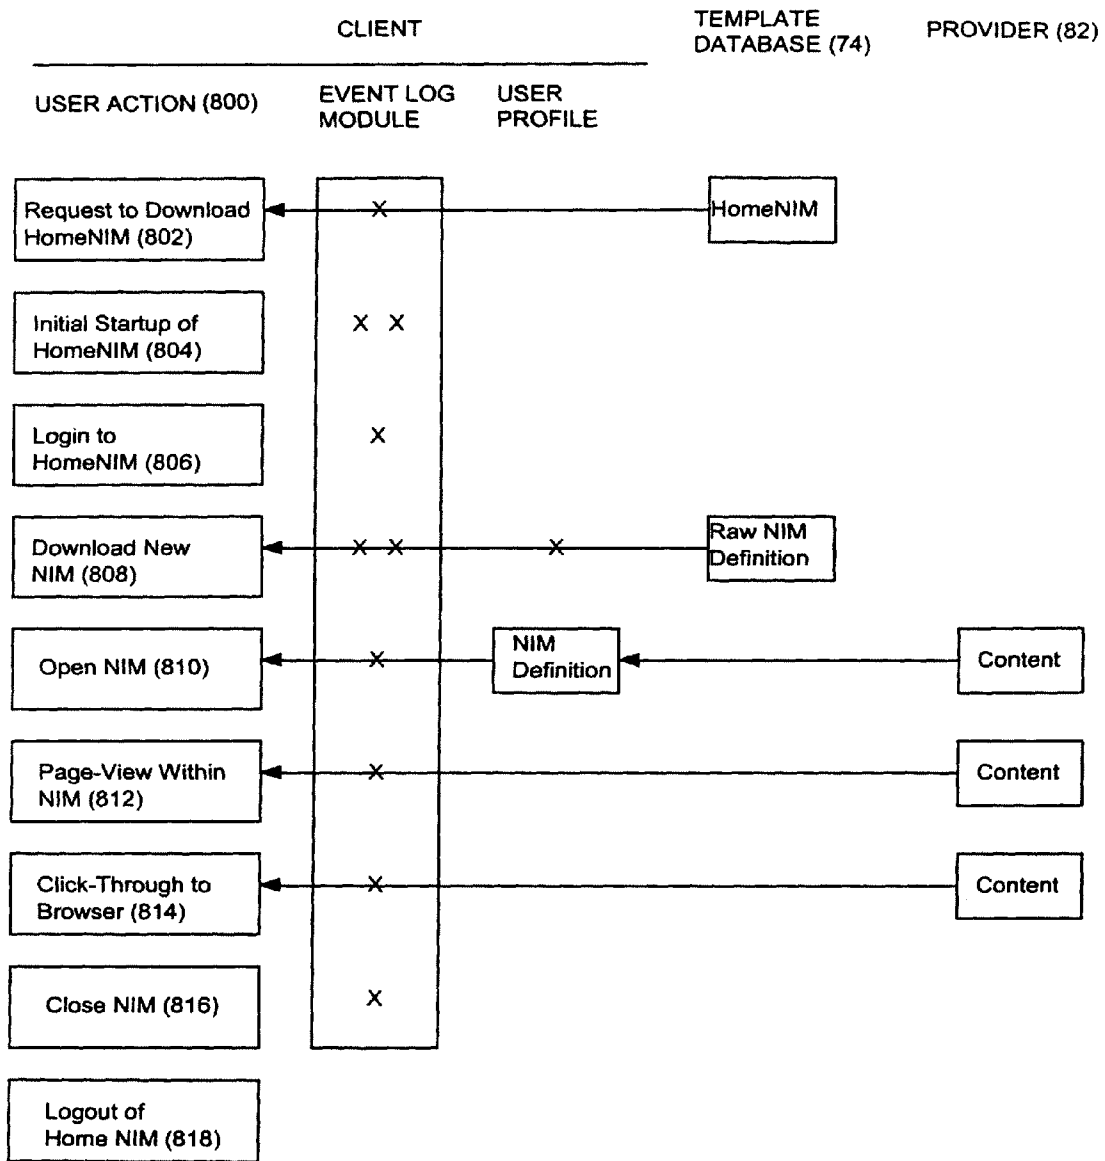 CLIENT
TEMPLATE
DATABASE (74)
PROVIDER (82)
USER ACTION (800)
EVENT LOG
MODULE
USER
PROFILE
Request to Download
HomeNIM (802)
X
HomeNIM
Initial Startup of
HomeNIM (804)
X X
Login to
HomeNIM (806)
X
Download New
NIM (808)
X X
X
Raw NIM
Definition
Open NIM (810)
X
NIM
Definition
Content
Page-View Within
NIM (812)
X
Content
Click-Through to
Browser (814)
X
Content
Close NIM (816)
X
Logout of
Home NIM (818)